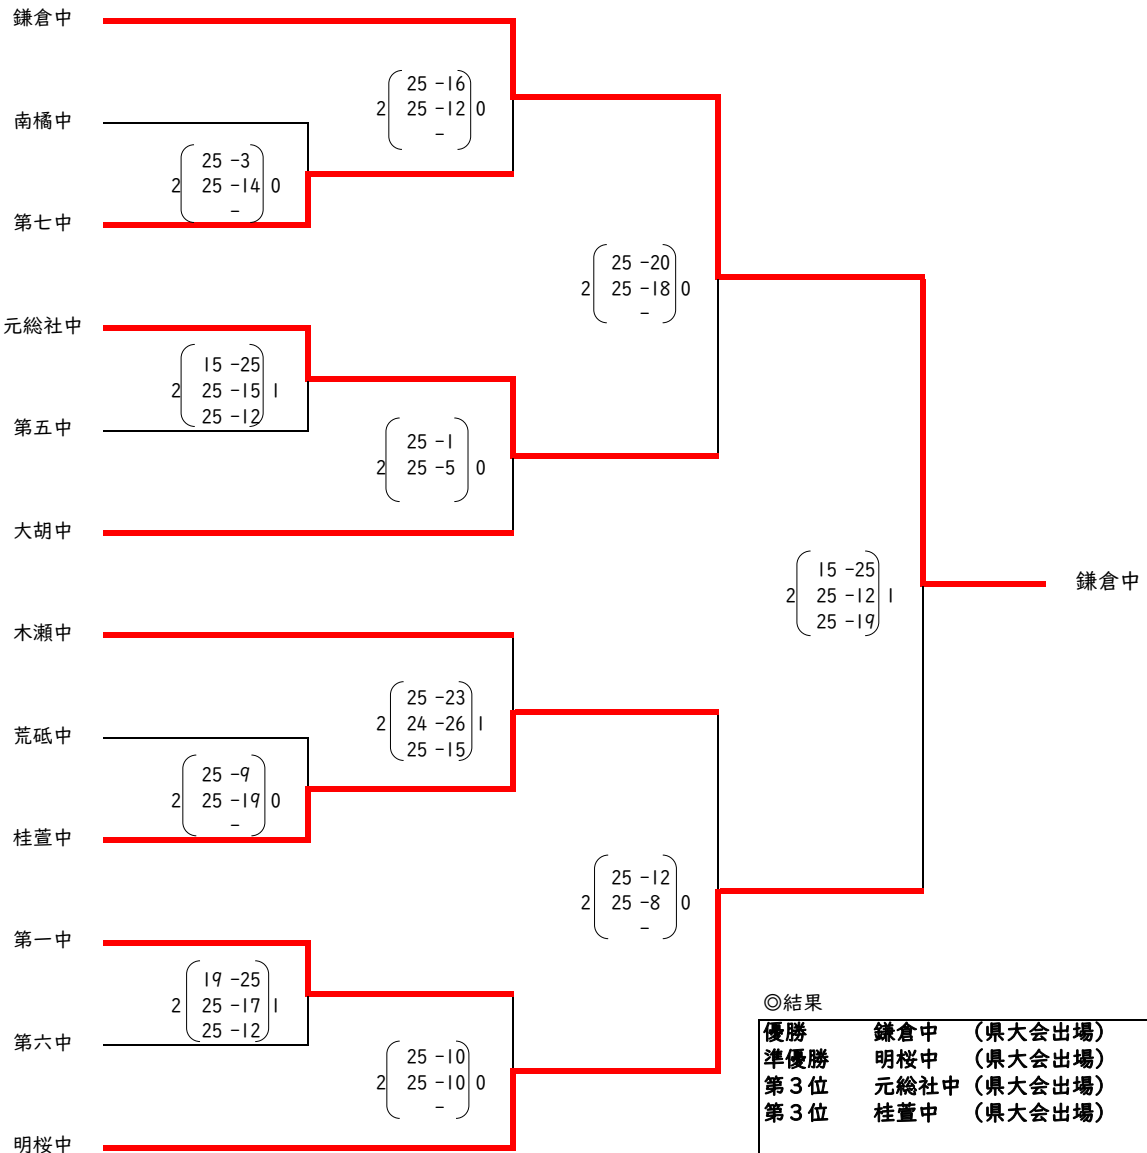 鎌倉中
25 -16
2 25 -12 0
-
南橘中
25 -3
2 25 -14 0
-
第七中
25 -20
2 25 -18 0
-
元総社中
15 -25
2 25 -15 1
25 -12
第五中
25 -1
2 25 -5 0
大胡中
15 -25
2 25 -12 1
25 -19
鎌倉中
木瀬中
25 -23
2 24 -26 1
25 -15
荒砥中
25 -9
2 25 -19 0
-
桂萱中
25 -12
2 25 -8 0
-
第一中
19 -25
2 25 -17 1
25 -12
第六中
25 -10
2 25 -10 0
-
明桜中
◎結果
優勝 鎌倉中 （県大会出場）
準優勝 明桜中 （県大会出場）
第３位 元総社中 （県大会出場）
第３位 桂萱中 （県大会出場）